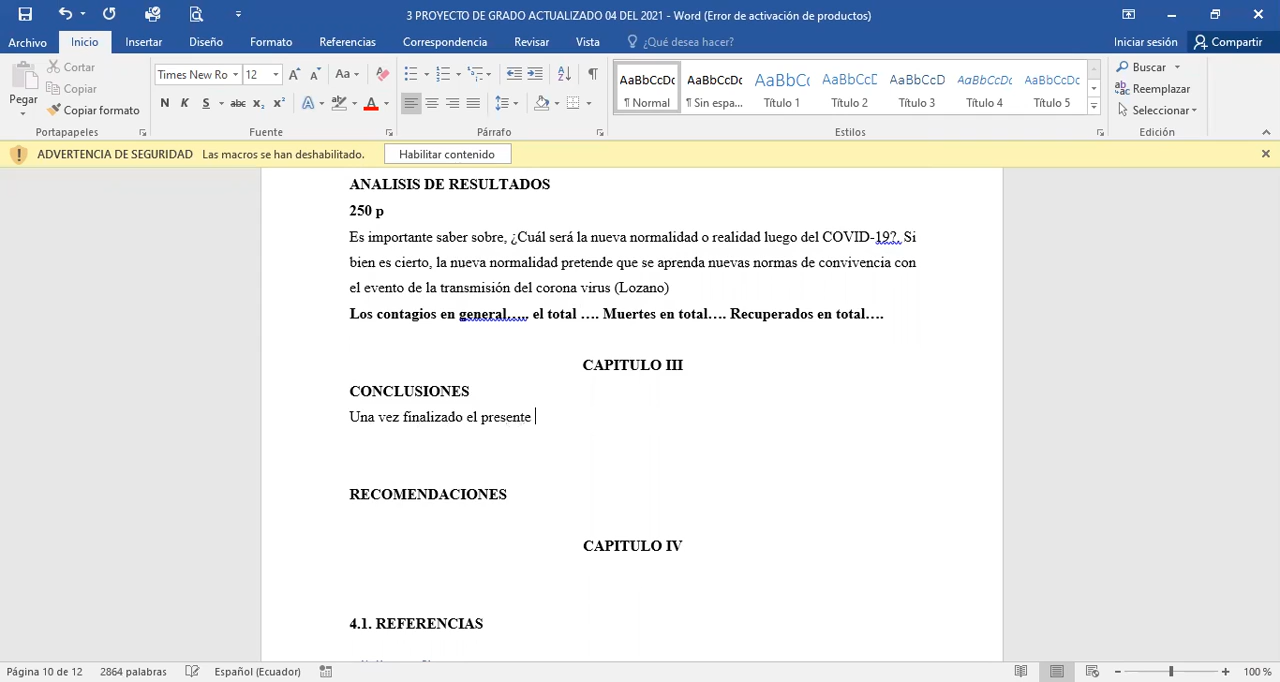 3 PROYECTO DE GRADO ACTUALIZADO 04 DEL 2021 - Word (Error de activación de productos)
Archivo Inicio Insertar Diseño Formato Referencias Correspondencia Revisar Vista ¿Qué desea hacer? Iniciar sesión Compartir
Pegar
Cortar
Copiar
Copiar formato
Portapapeles
Times New Ro 12
Aa
N K S abc x₂ x²
Fuente
Párrafo
AaBbCcDc AaBbCcDc AaBbCc AaBbCcD AaBbCcD AaBbCcDc AaBbCcDc
¶ Normal ¶ Sin espa... Título 1 Título 2 Título 3 Título 4 Título 5
Estilos
Buscar
Reemplazar
Seleccionar
Edición
ADVERTENCIA DE SEGURIDAD Las macros se han deshabilitado. Habilitar contenido
ANALISIS DE RESULTADOS
250 p
Es importante saber sobre, ¿Cuál será la nueva normalidad o realidad luego del COVID-19?. Si
bien es cierto, la nueva normalidad pretende que se aprenda nuevas normas de convivencia con
el evento de la transmisión del corona virus (Lozano)
Los contagios en general….. el total …. Muertes en total…. Recuperados en total….
CAPITULO III
CONCLUSIONES
Una vez finalizado el presente
RECOMENDACIONES
CAPITULO IV
4.1. REFERENCIAS
Página 10 de 12 2864 palabras Español (Ecuador) 100 %